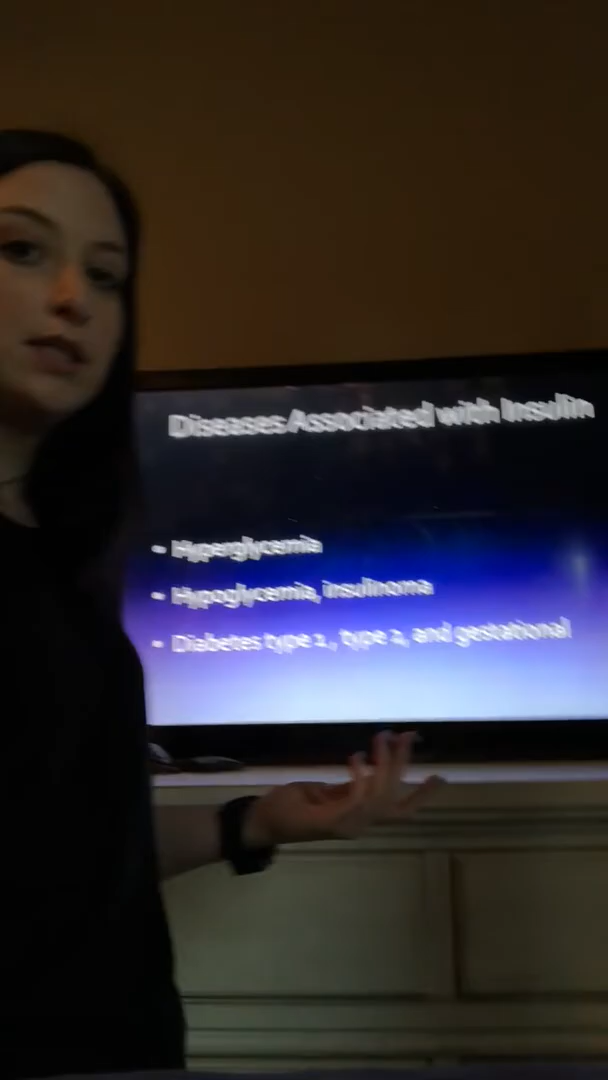 Diseases Associated with Insulin
- Hyperglycemia
- Hypoglycemia, insulinoma
- Diabetes type 1, type 2, and gestational